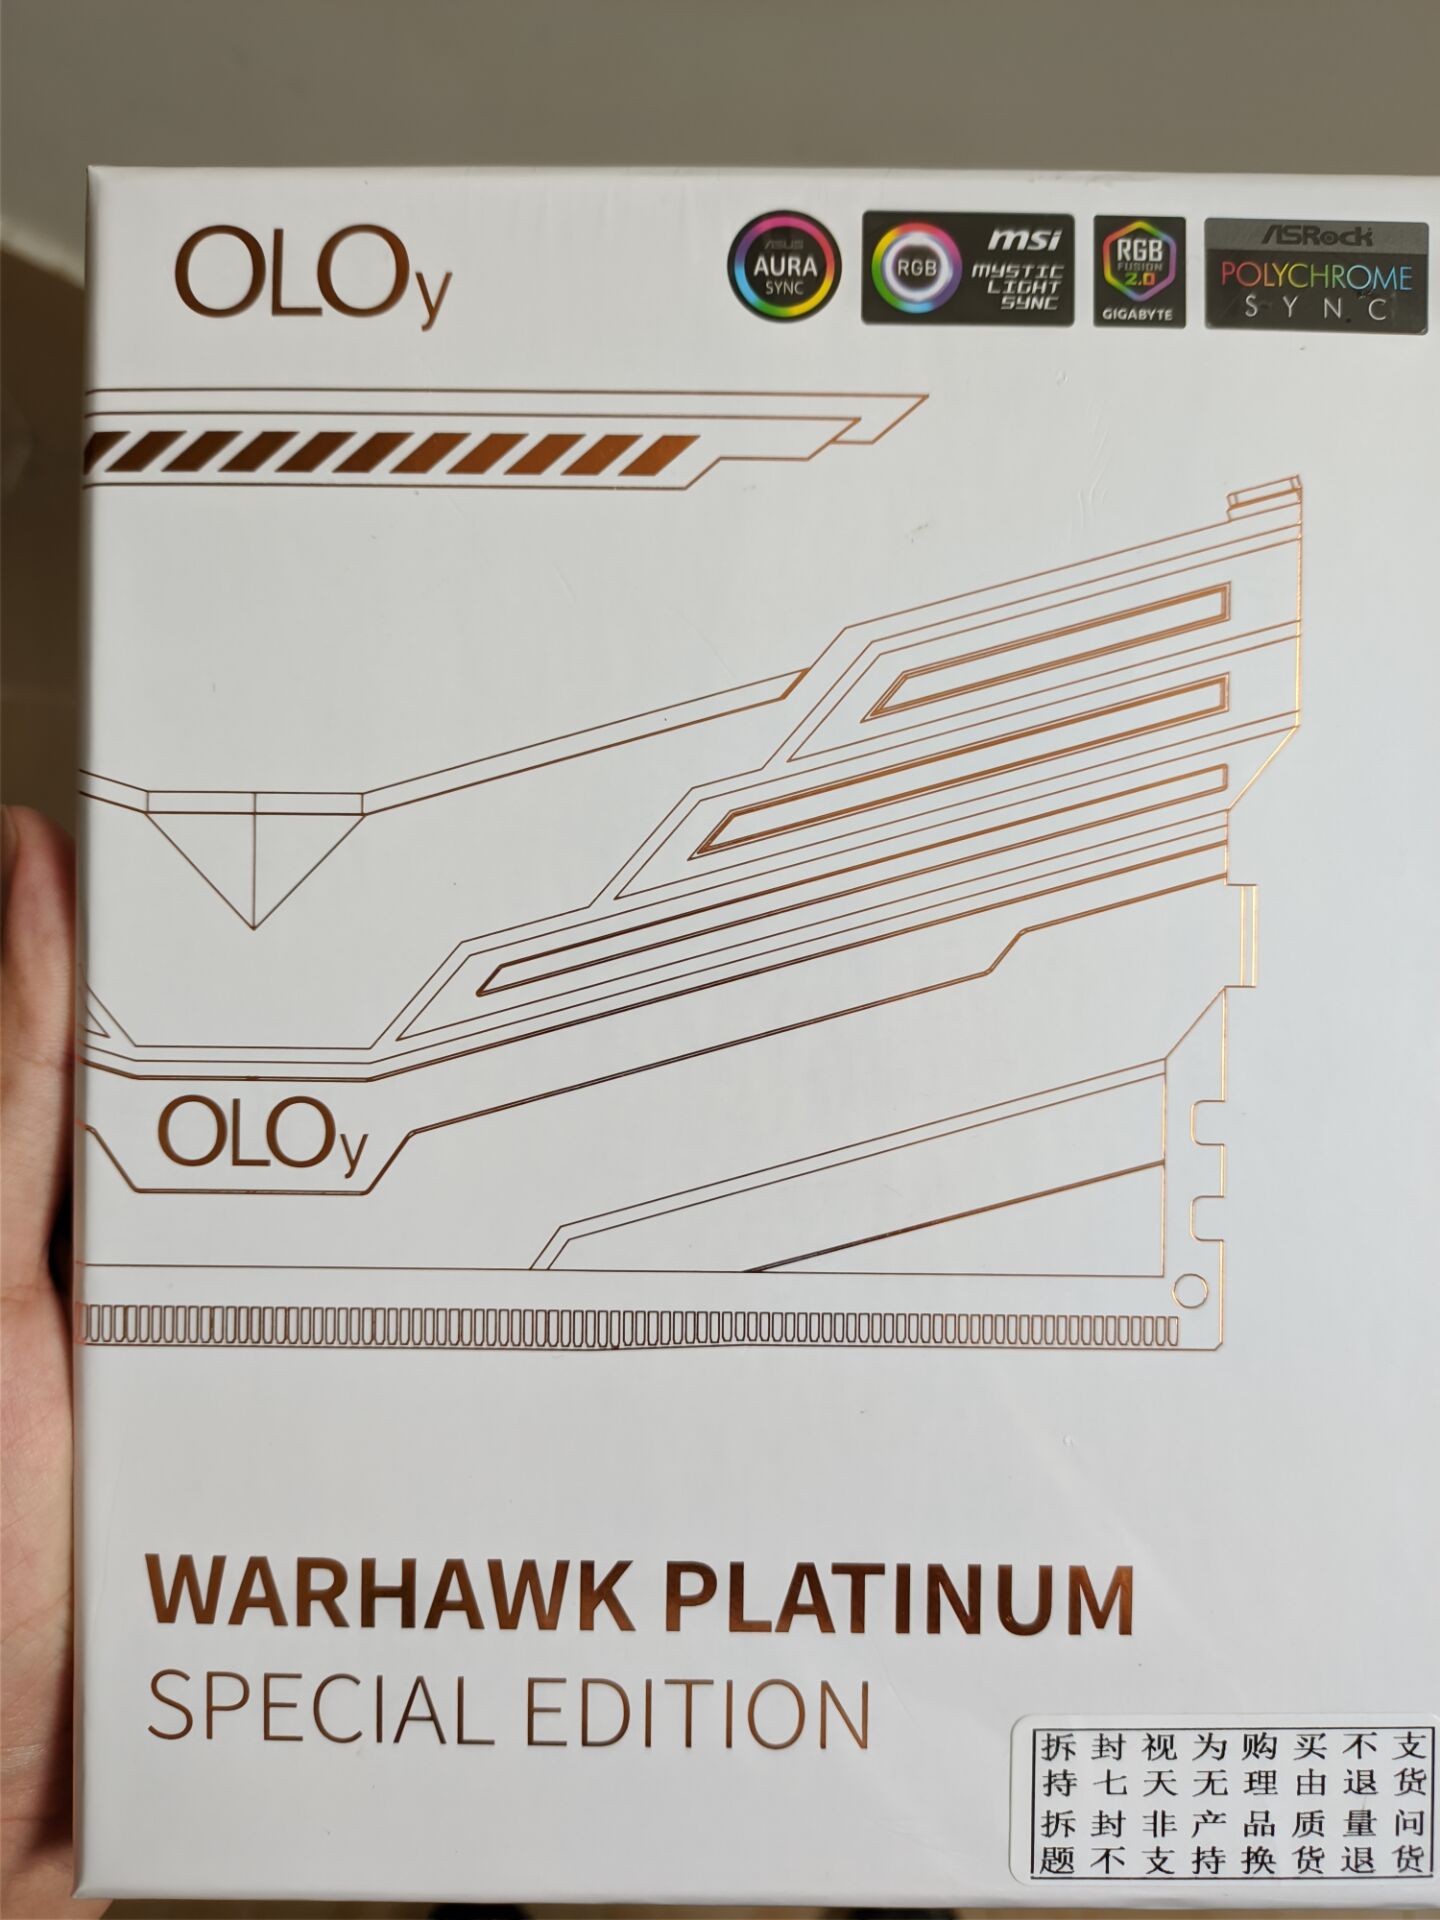 OLOy
ASUS
AURA
SYNC
RGB
msi
MYSTIC
LIGHT
SYNC
RGB
FUSION
2.0
GIGABYTE
ASRock
POLYCHROME
SYNC
OLOy
WARHAWK PLATINUM
SPECIAL EDITION
拆封视为购买不支
持七天无理由退货
拆封非产品质量问
题不支持换货退货